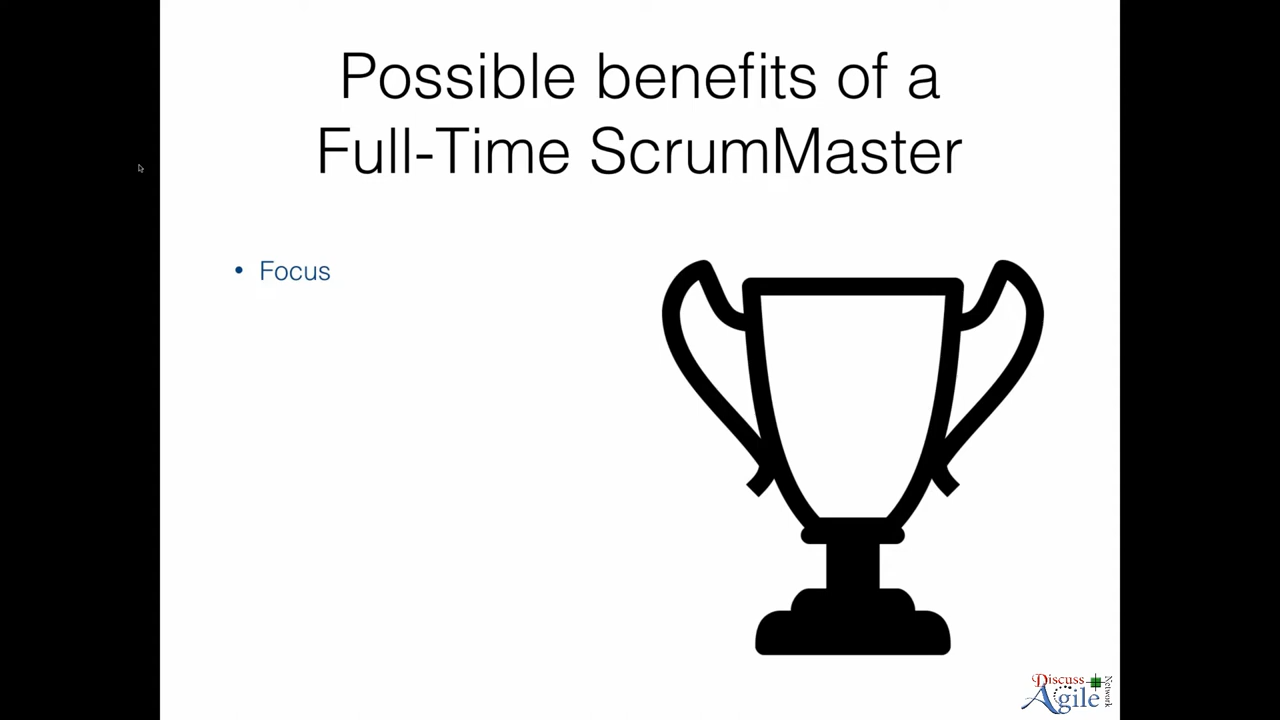 Possible benefits of a
Full-Time ScrumMaster
• Focus
Discuss
Agile
Network